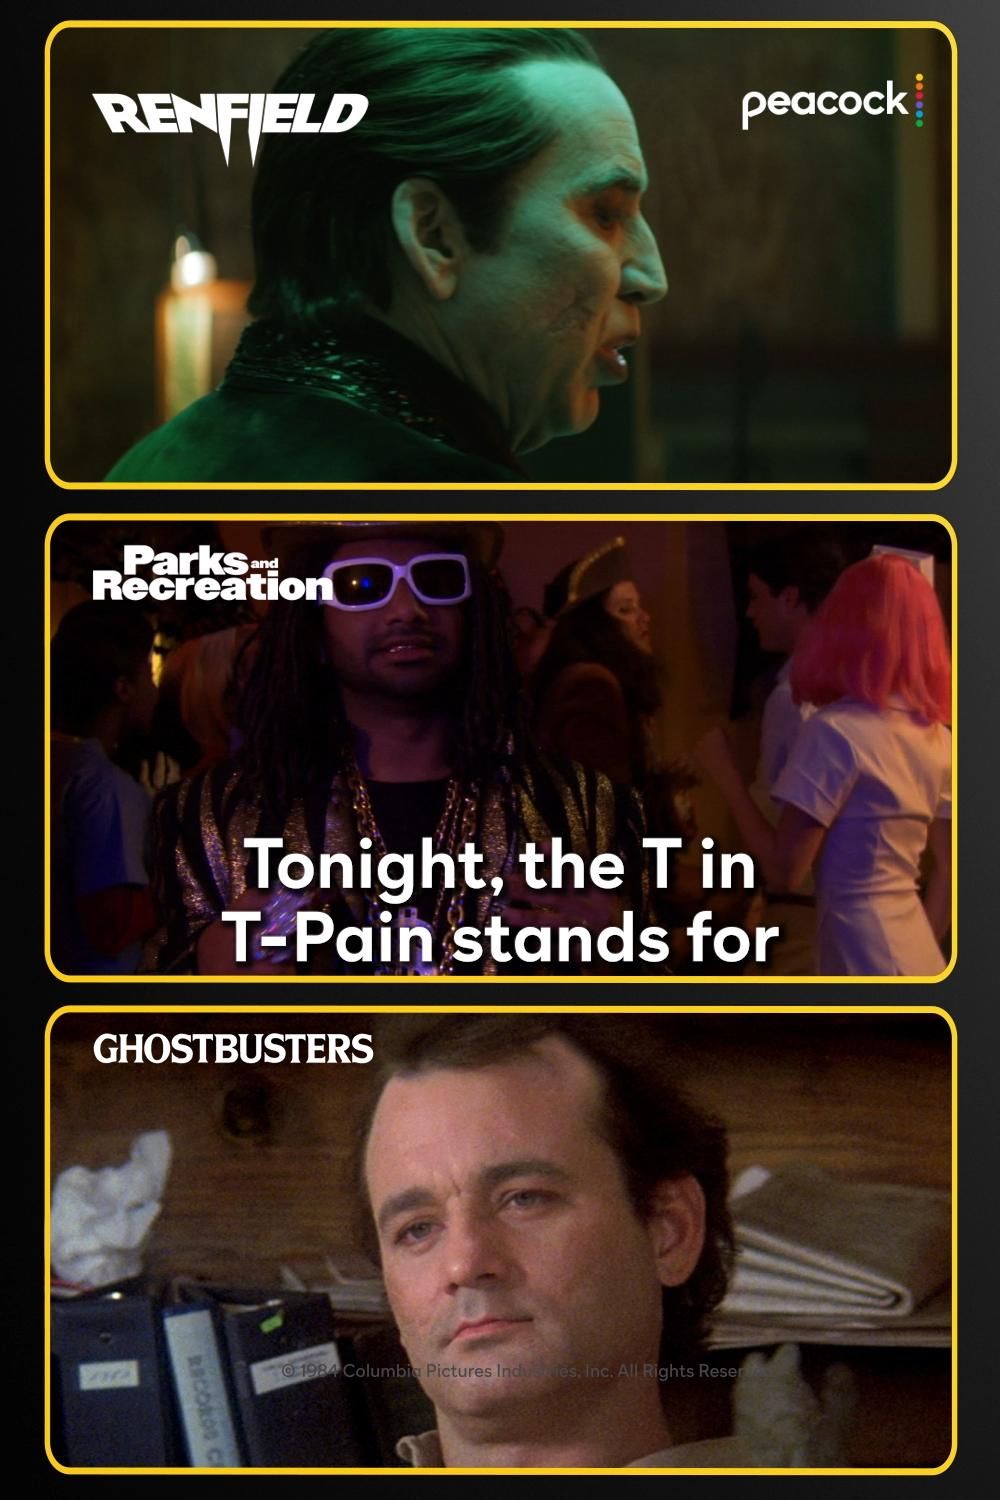 RENFIELD
peacock
Parks and
Recreation
Tonight, the T in
T-Pain stands for
GHOSTBUSTERS
RECORDS C
© 1984 Columbia Pictures Industries, Inc. All Rights